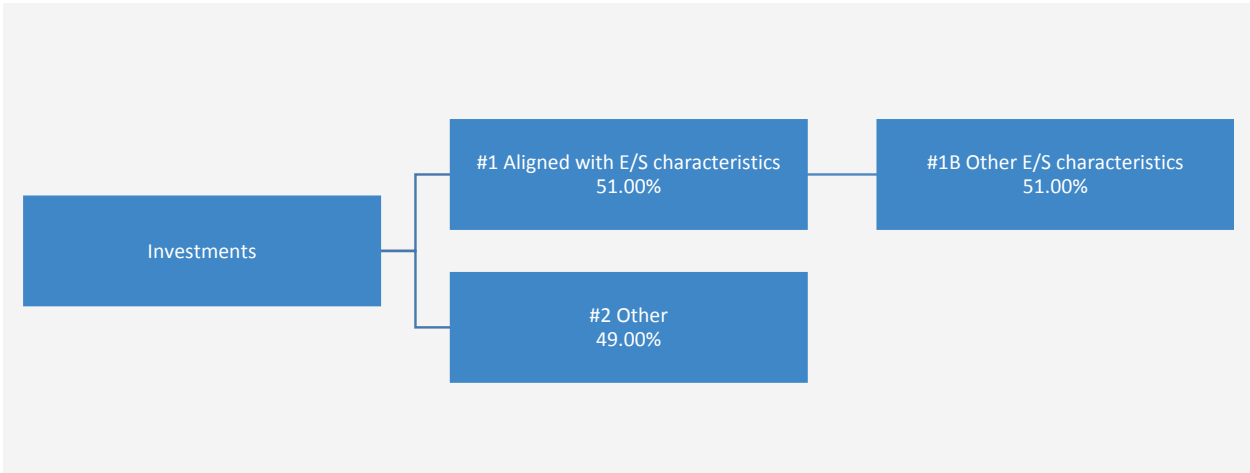 Investments
#1 Aligned with E/S characteristics
51.00%
#1B Other E/S characteristics
51.00%
#2 Other
49.00%